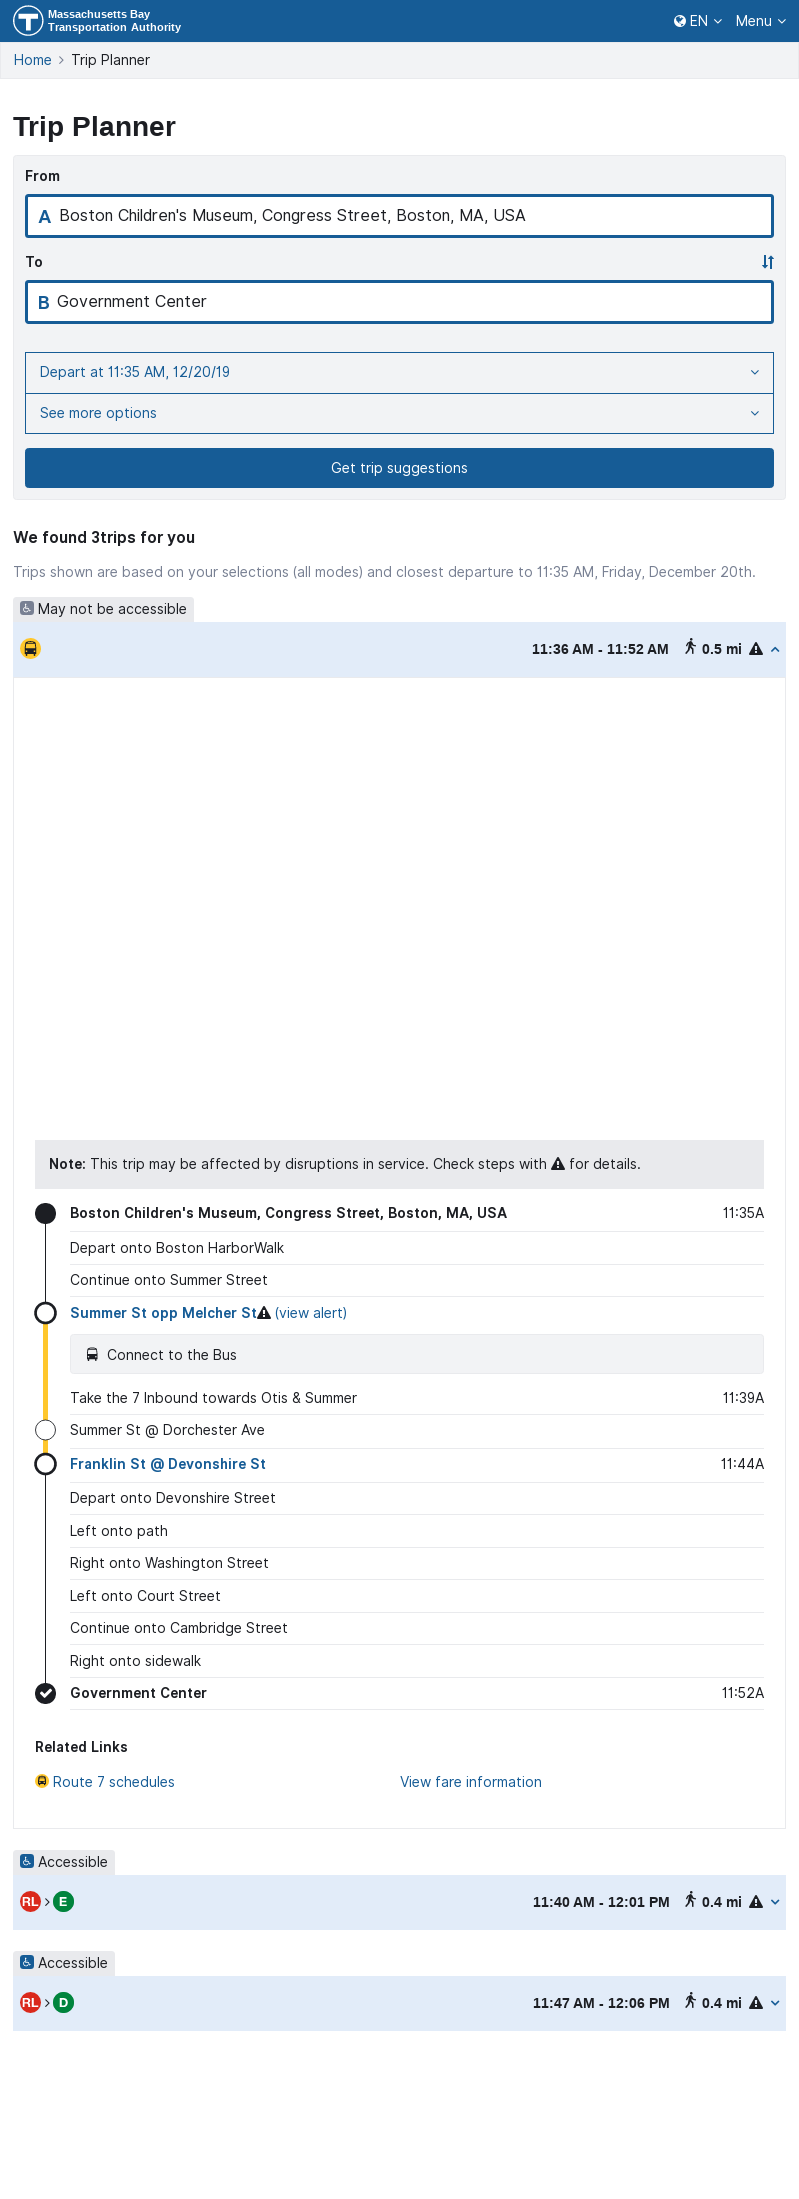 Massachusetts Bay
Transportation Authority
EN
Menu
Home
Trip Planner
Trip Planner
From
A Boston Children's Museum, Congress Street, Boston, MA, USA
To
B Government Center
Depart at 11:35 AM, 12/20/19
See more options
Get trip suggestions
We found 3trips for you
Trips shown are based on your selections (all modes) and closest departure to 11:35 AM, Friday, December 20th.
May not be accessible
11:36 AM - 11:52 AM 0.5 mi
Note: This trip may be affected by disruptions in service. Check steps with for details.
Boston Children's Museum, Congress Street, Boston, MA, USA 11:35A
Depart onto Boston HarborWalk
Continue onto Summer Street
Summer St opp Melcher St (view alert)
Connect to the Bus
Take the 7 Inbound towards Otis & Summer 11:39A
Summer St @ Dorchester Ave
Franklin St @ Devonshire St 11:44A
Depart onto Devonshire Street
Left onto path
Right onto Washington Street
Left onto Court Street
Continue onto Cambridge Street
Right onto sidewalk
Government Center 11:52A
Related Links
Route 7 schedules View fare information
Accessible
RL E 11:40 AM - 12:01 PM 0.4 mi
Accessible
RL D 11:47 AM - 12:06 PM 0.4 mi